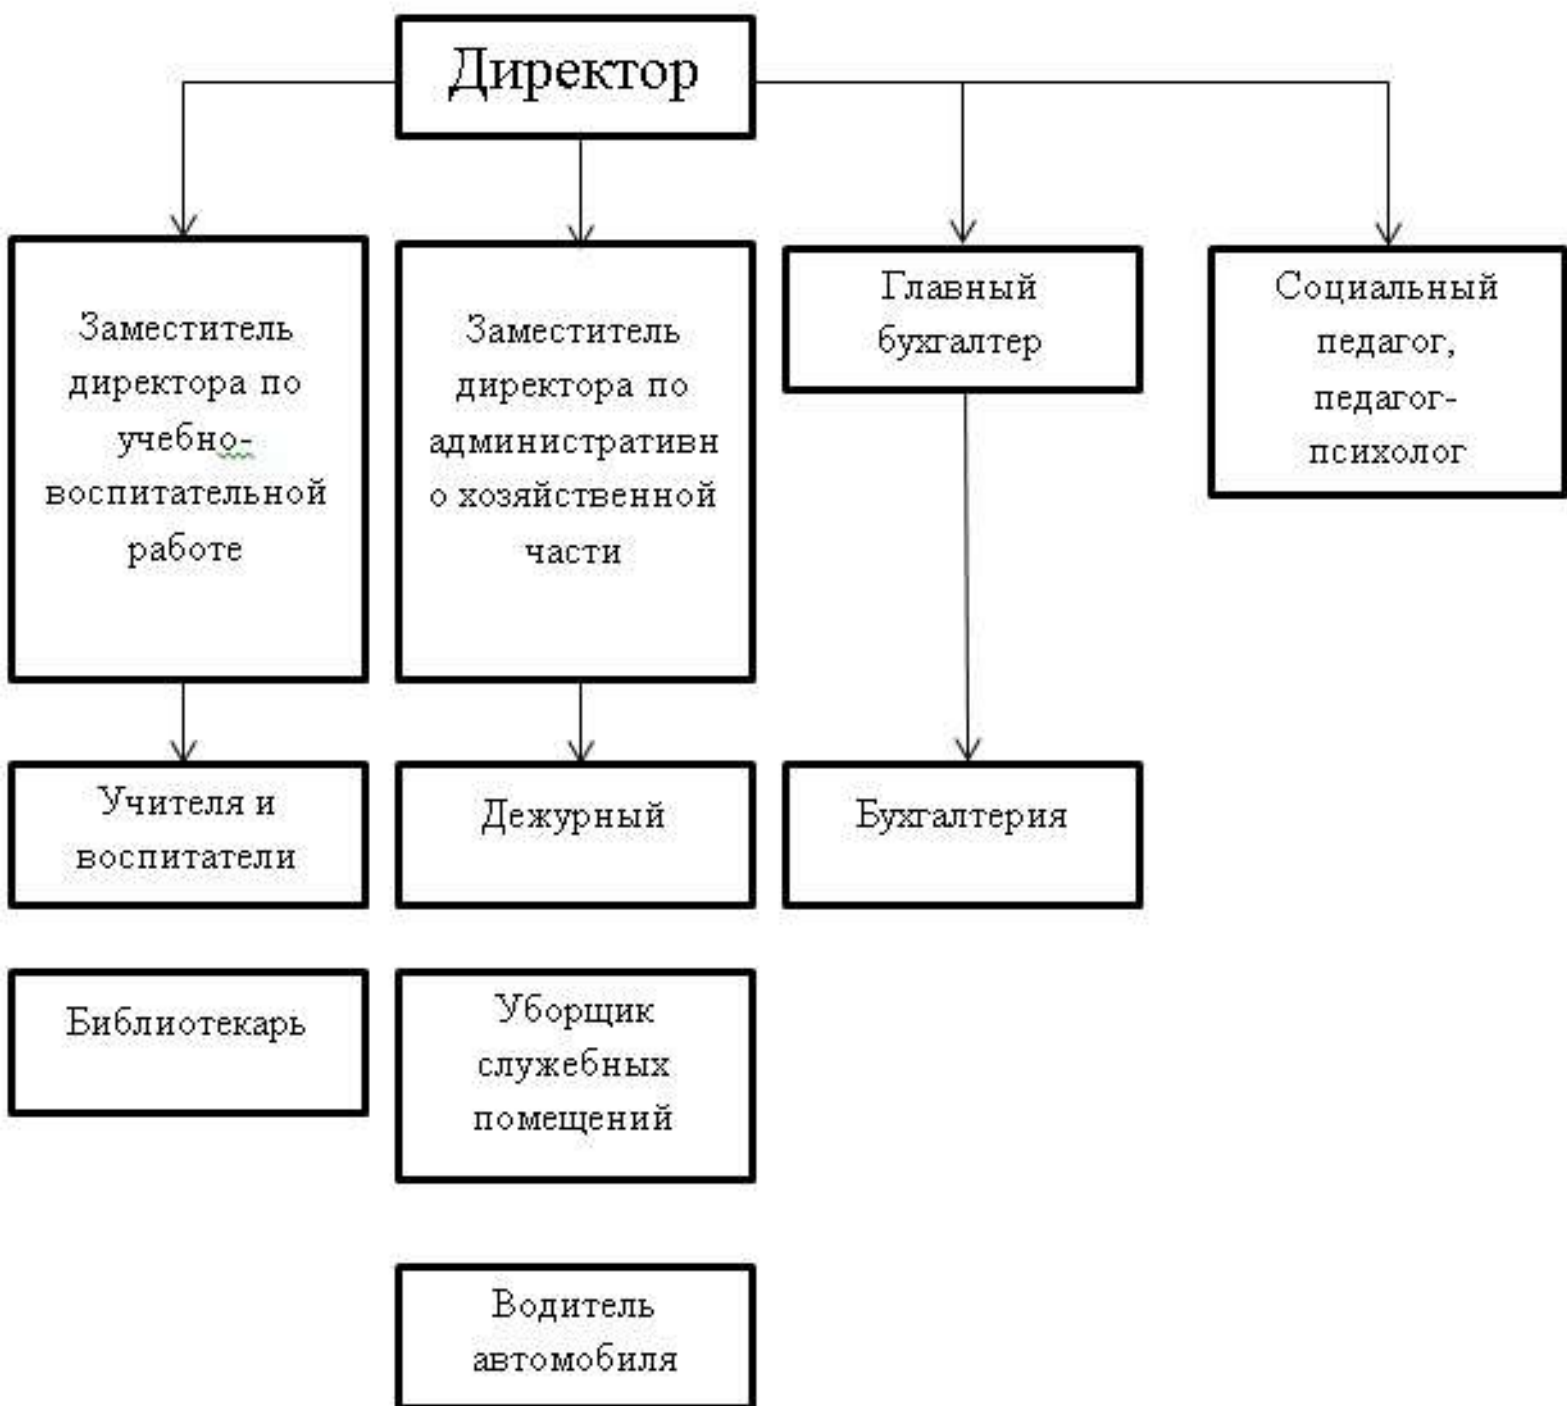 Директор
Заместитель
директора по
учебно-
воспитательной
работе
Заместитель
директора по
административн
о хозяйственной
части
Главный
бухгалтер
Социальный
педагог,
педагог-
психолог
Учителя и
воспитатели
Дежурный
Бухгалтерия
Библиотекарь
Уборщик
служебных
помещений
Водитель
автомобиля